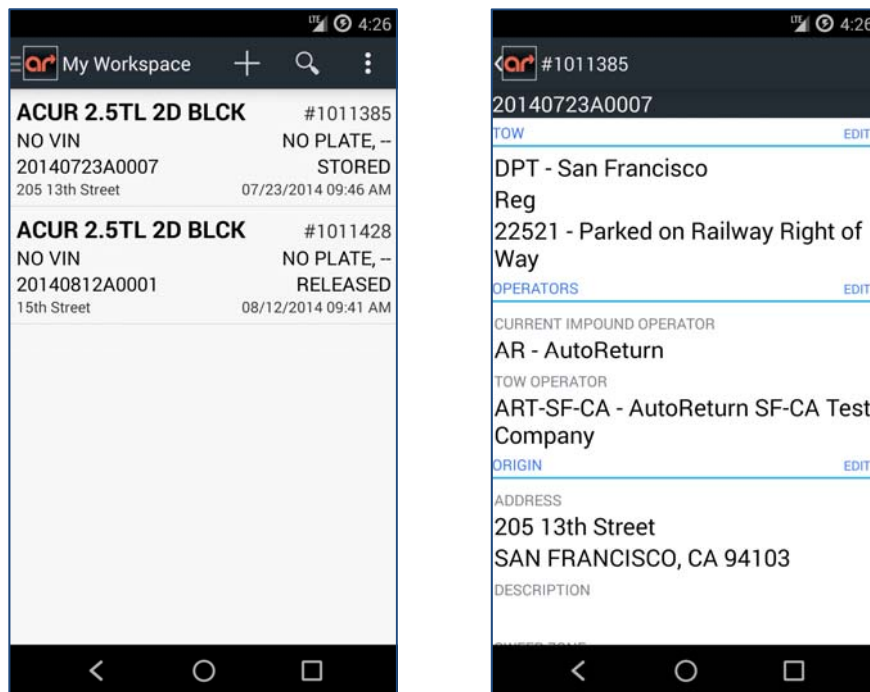 LTE 4:26
ar My Workspace
ACUR 2.5TL 2D BLCK #1011385
NO VIN NO PLATE, --
20140723A0007 STORED
205 13th Street 07/23/2014 09:46 AM
ACUR 2.5TL 2D BLCK #1011428
NO VIN NO PLATE, --
20140812A0001 RELEASED
15th Street 08/12/2014 09:41 AM
LTE 4:26
ar #1011385
20140723A0007
TOW EDIT
DPT - San Francisco
Reg
22521 - Parked on Railway Right of
Way
OPERATORS EDIT
CURRENT IMPOUND OPERATOR
AR - AutoReturn
TOW OPERATOR
ART-SF-CA - AutoReturn SF-CA Test
Company
ORIGIN EDIT
ADDRESS
205 13th Street
SAN FRANCISCO, CA 94103
DESCRIPTION